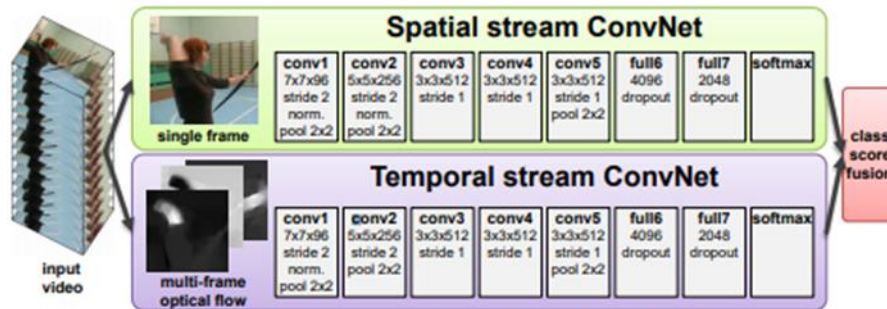 Spatial stream ConvNet
conv1
7x7x96
stride 2
norm.
pool 2x2
conv2
5x5x256
stride 2
norm.
pool 2x2
conv3
3x3x512
stride 1
conv4
3x3x512
stride 1
conv5
3x3x512
stride 1
pool 2x2
full6
4096
dropout
full7
2048
dropout
softmax
single frame
input
video
Temporal stream ConvNet
conv1
7x7x96
stride 2
norm.
pool 2x2
conv2
5x5x256
stride 2
pool 2x2
conv3
3x3x512
stride 1
conv4
3x3x512
stride 1
conv5
3x3x512
stride 1
pool 2x2
full6
4096
dropout
full7
2048
dropout
softmax
multi-frame
optical flow
class
score
fusion